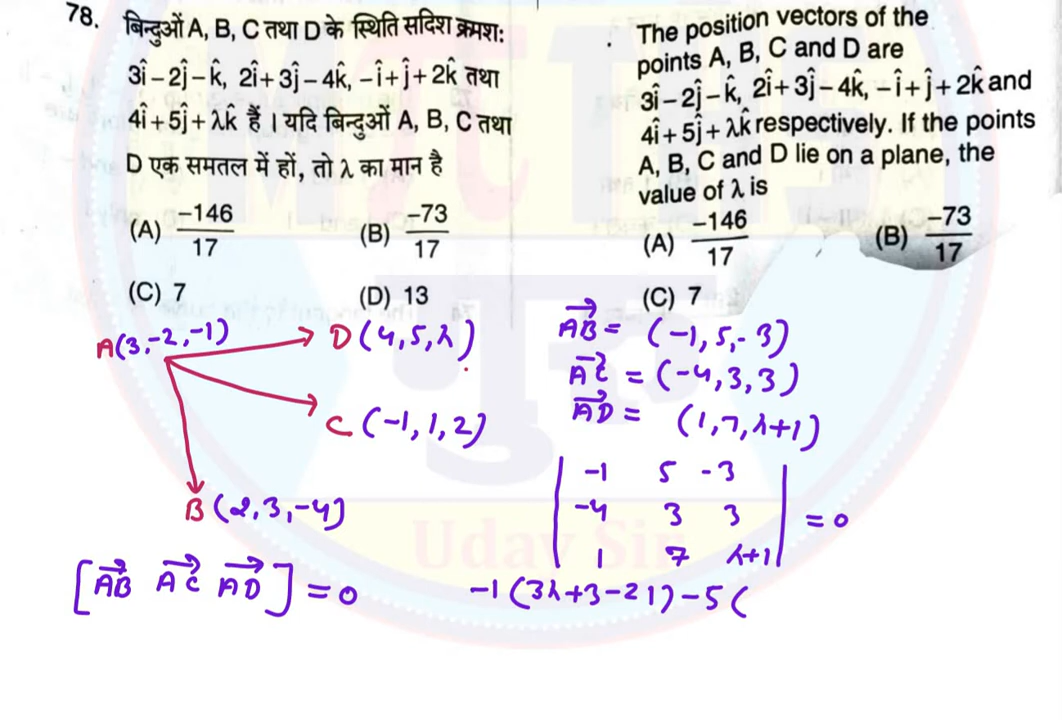 78. बिन्दुओं A, B, C तथा D के स्थिति सदिश क्रमशः
3î – 2ĵ – k̂, 2î + 3ĵ – 4k̂, –î + ĵ + 2k̂ तथा
4î + 5ĵ + λk̂ हैं । यदि बिन्दुओं A, B, C तथा
D एक समतल में हों, तो λ का मान है
(A) –146/17 (B) –73/17
(C) 7 (D) 13
The position vectors of the
points A, B, C and D are
3î – 2ĵ – k̂, 2î + 3ĵ – 4k̂, –î + ĵ + 2k̂ and
4î + 5ĵ + λk̂ respectively. If the points
A, B, C and D lie on a plane, the
value of λ is
(A) –146/17 (B) –73/17
(C) 7
A(3,-2,-1)
D(4,5,λ)
C(-1,1,2)
B(2,3,-4)
[AB⃗ AC⃗ AD⃗] = 0
AB⃗ = (-1,5,-3)
AC⃗ = (-4,3,3)
AD⃗ = (1,7,λ+1)
| -1 5 -3 |
| -4 3 3 | = 0
| 1 7 λ+1 |
-1(3λ+3-21)-5(
Uday Sir